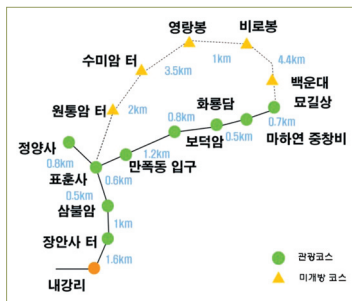 영랑봉
비로봉
수미암 터
1km
4.4km
3.5km
백운대
원통암 터
2km
화룡담
묘길상
0.8km
0.7km
정양사
보덕암
0.5km
마하연 중창비
0.8km
1.2km
만폭동 입구
표훈사
0.6km
0.5km
삼불암
1km
장안사 터
관광코스
1.6km
미개방 코스
내강리